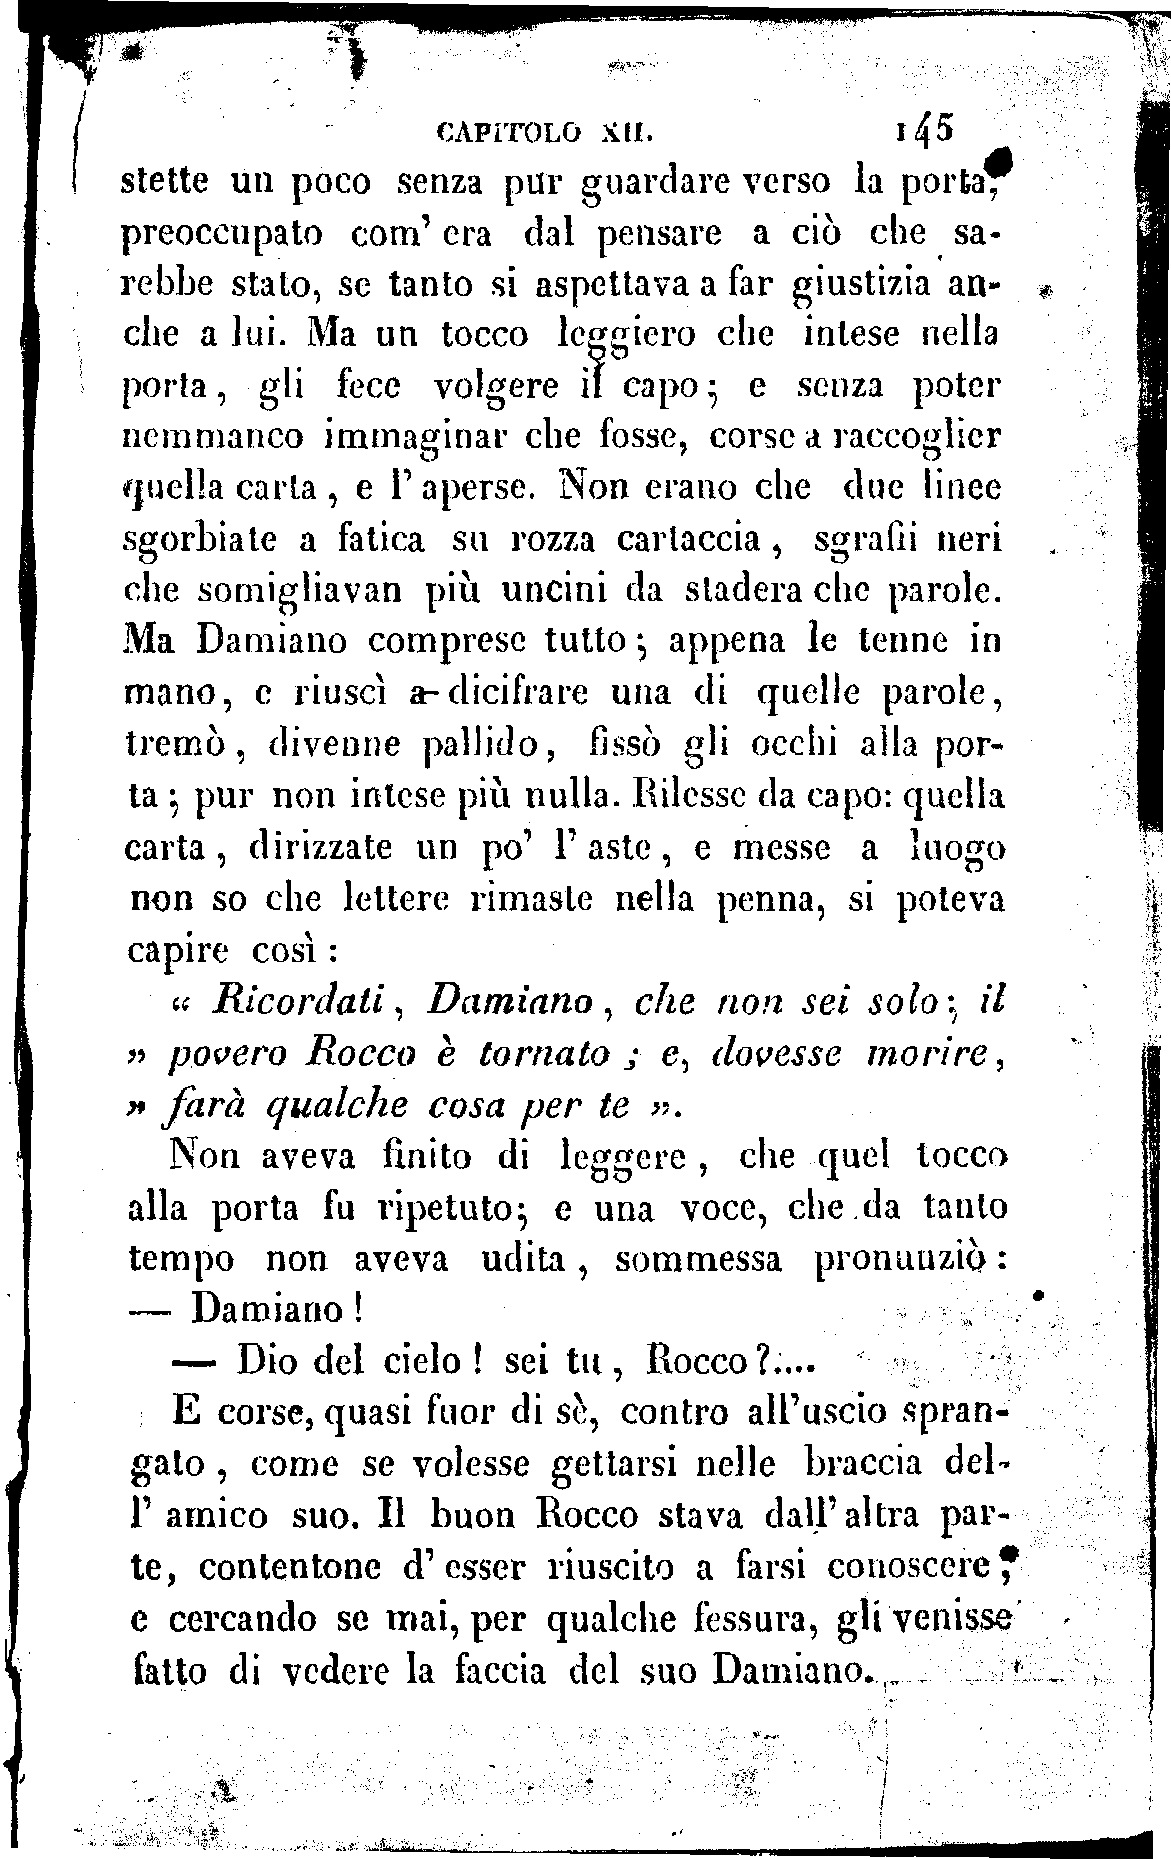 CAPITOLO XII. 145
stette un poco senza pur guardare verso la porta,
preoccupato com' era dal pensare a ciò che sa-
rebbe stato, se tanto si aspettava a far giustizia an-
che a lui. Ma un tocco leggiero che intese nella
porta, gli fece volgere il capo; e senza poter
nemmanco immaginar che fosse, corse a raccoglier
quella carta, e l' aperse. Non erano che due linee
sgorbiate a fatica su rozza cartaccia, sgrafii neri
che somigliavan più uncini da stadera che parole.
Ma Damiano comprese tutto; appena le tenne in
mano, e riuscì a dicifrare una di quelle parole,
tremò, divenne pallido, fissò gli occhi alla por-
ta; pur non intese più nulla. Rilesse da capo: quella
carta, dirizzate un po' l' aste, e messe a luogo
non so che lettere rimaste nella penna, si poteva
capire così:
“ Ricordati, Damiano, che non sei solo; il
” povero Rocco è tornato; e, dovesse morire,
” farà qualche cosa per te ”.
Non aveva finito di leggere, che quel tocco
alla porta fu ripetuto; e una voce, che da tanto
tempo non aveva udita, sommessa pronunziò:
— Damiano!
— Dio del cielo! sei tu, Rocco?....
E corse, quasi fuor di sè, contro all'uscio spran-
gato, come se volesse gettarsi nelle braccia del-
l' amico suo. Il buon Rocco stava dall' altra par-
te, contentone d' esser riuscito a farsi conoscere,
e cercando se mai, per qualche fessura, gli venisse
fatto di vedere la faccia del suo Damiano.